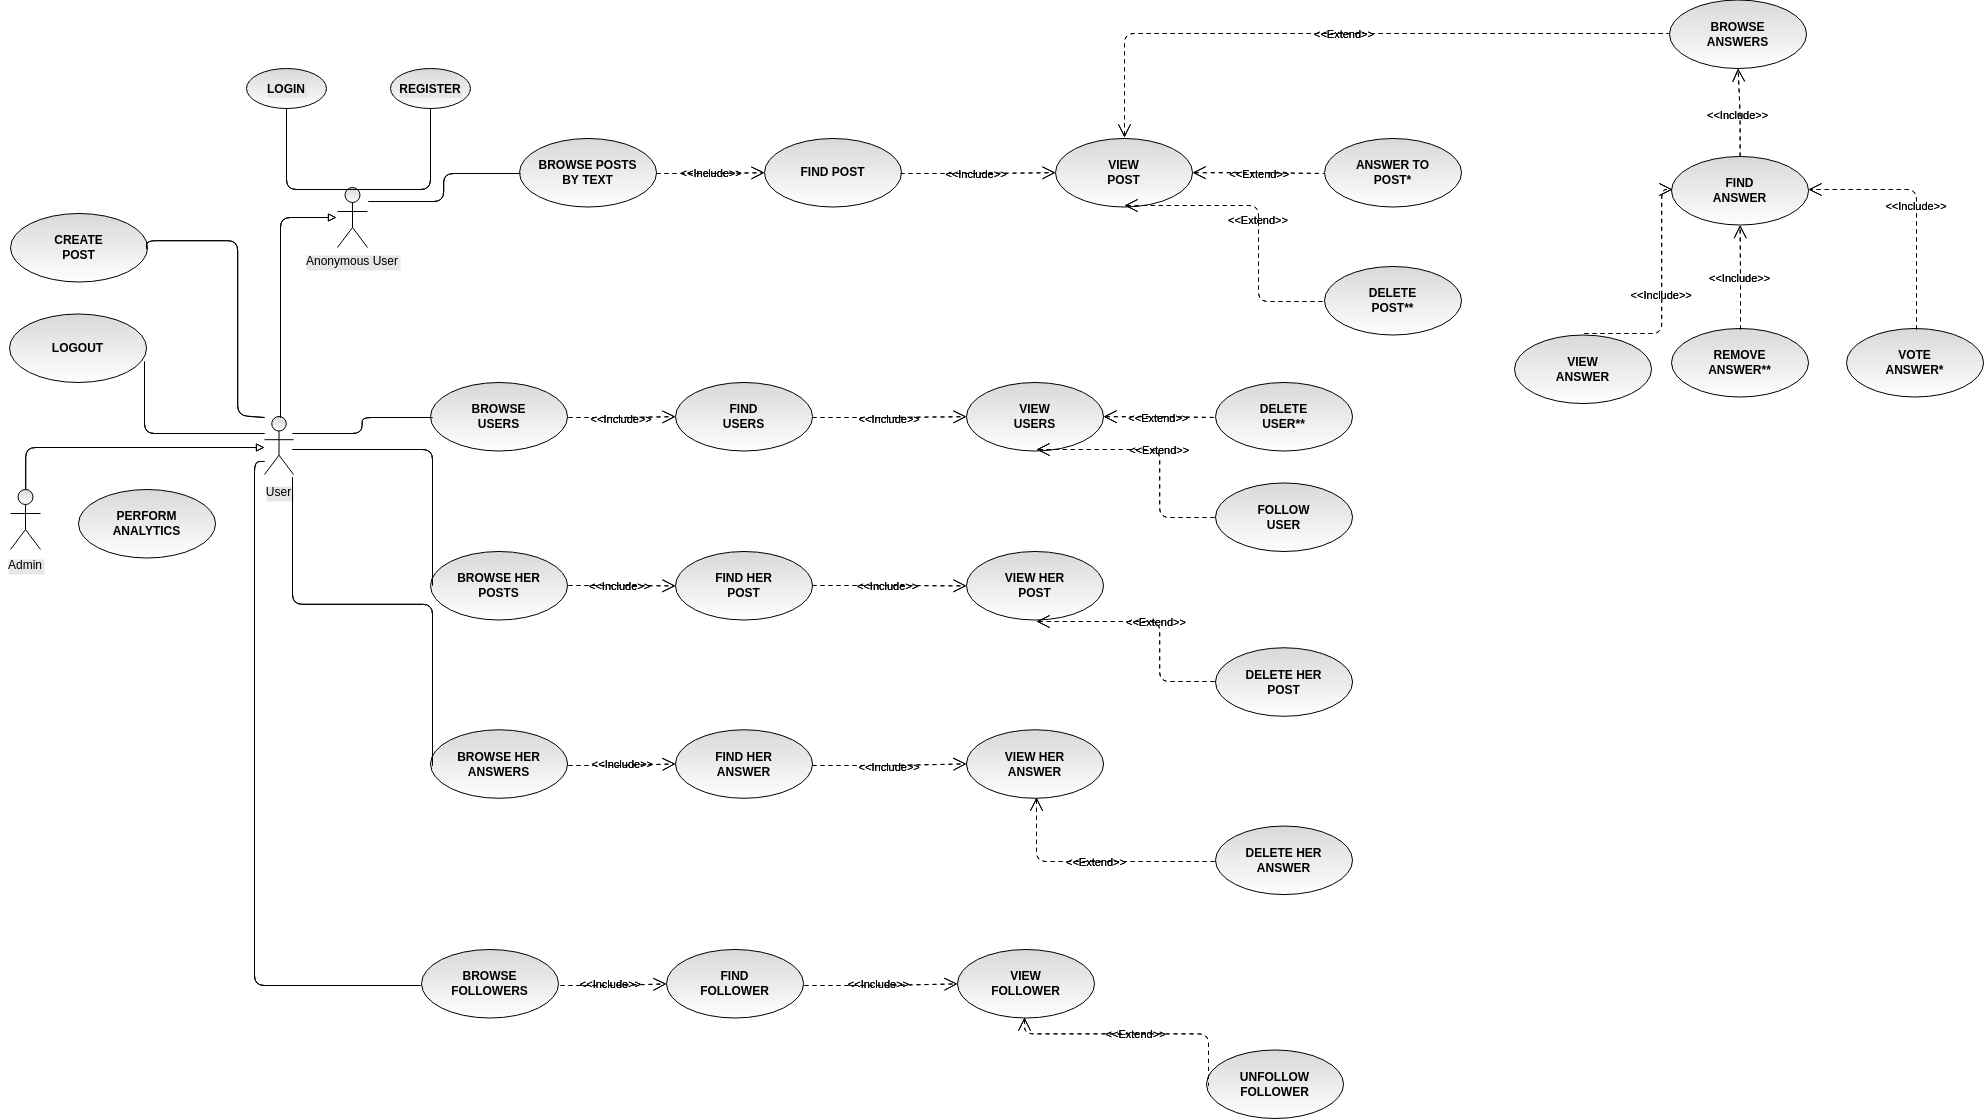 BROWSE
ANSWERS
<<Extend>>
LOGIN
REGISTER
<<Include>>
BROWSE POSTS
BY TEXT
<<Include>>
FIND POST
<<Include>>
VIEW
POST
<<Extend>>
ANSWER TO
POST*
FIND
ANSWER
<<Include>>
<<Extend>>
CREATE
POST
Anonymous User
DELETE
POST**
<<Include>>
<<Include>>
LOGOUT
VIEW
ANSWER
REMOVE
ANSWER**
VOTE
ANSWER*
BROWSE
USERS
<<Include>>
FIND
USERS
<<Include>>
VIEW
USERS
<<Extend>>
DELETE
USER**
<<Extend>>
User
FOLLOW
USER
PERFORM
ANALYTICS
Admin
BROWSE HER
POSTS
<<Include>>
FIND HER
POST
<<Include>>
VIEW HER
POST
<<Extend>>
DELETE HER
POST
BROWSE HER
ANSWERS
<<Include>>
FIND HER
ANSWER
<<Include>>
VIEW HER
ANSWER
<<Extend>>
DELETE HER
ANSWER
BROWSE
FOLLOWERS
<<Include>>
FIND
FOLLOWER
<<Include>>
VIEW
FOLLOWER
<<Extend>>
UNFOLLOW
FOLLOWER